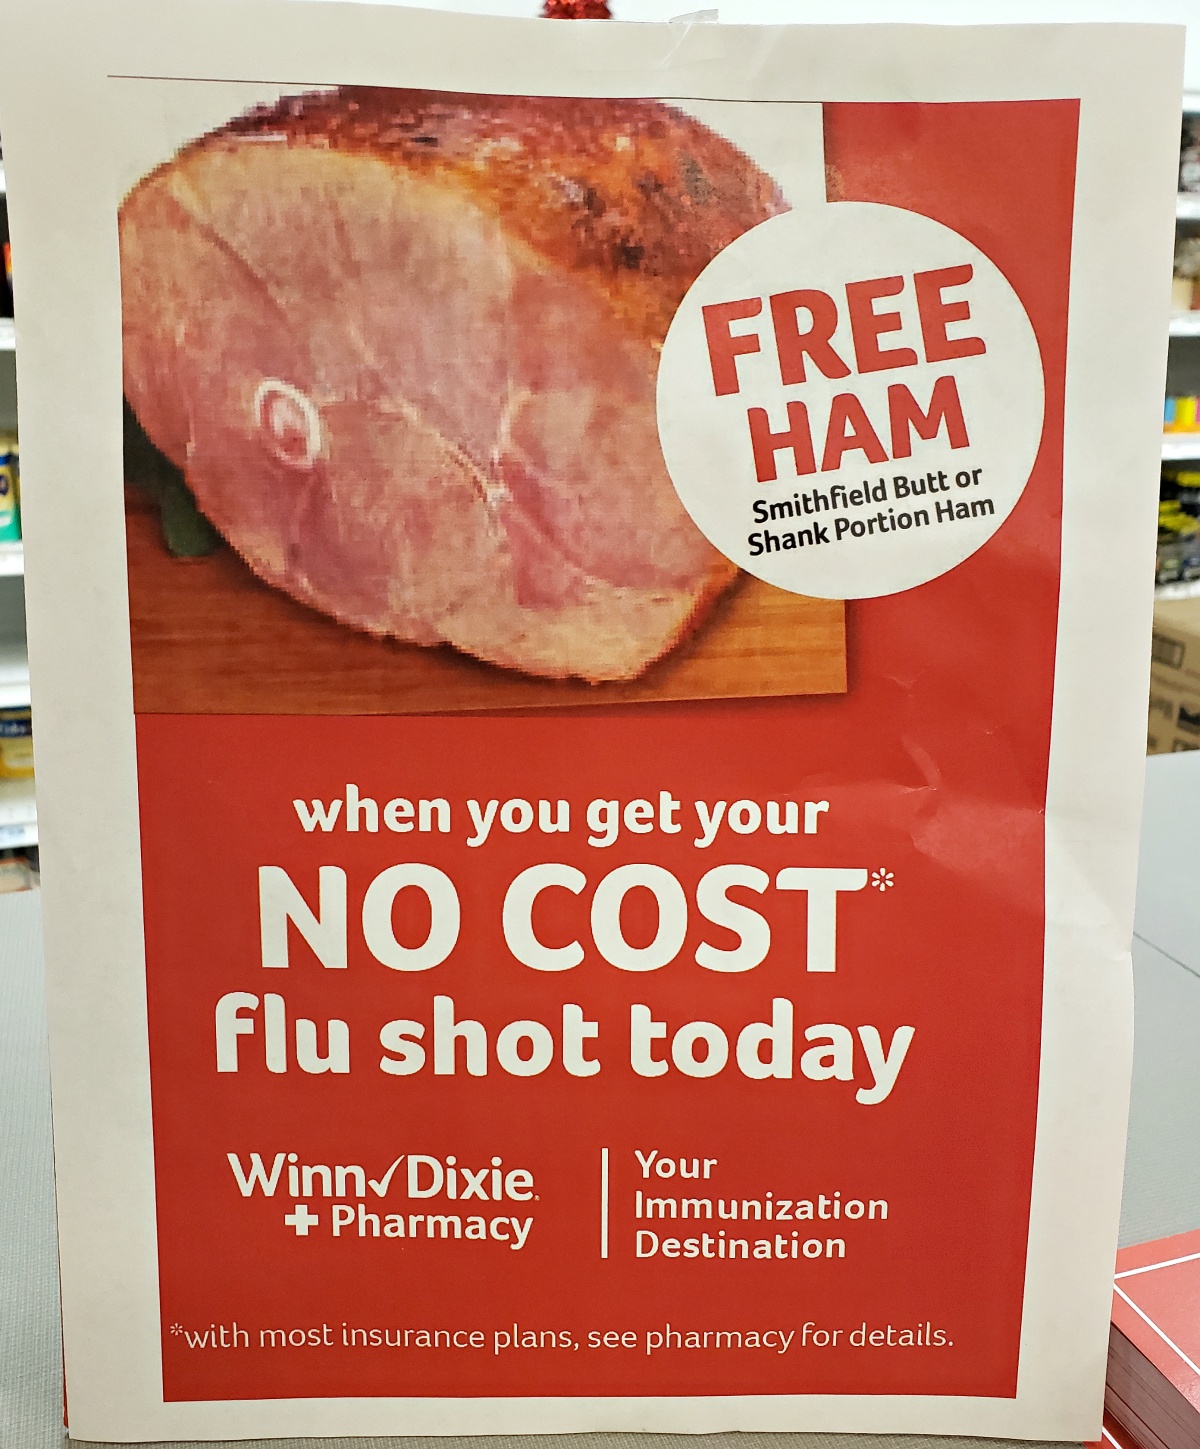 FREE
HAM
Smithfield Butt or
Shank Portion Ham
when you get your
NO COST*
flu shot today
Winn✓Dixie
+ Pharmacy
Your
Immunization
Destination
*with most insurance plans, see pharmacy for details.